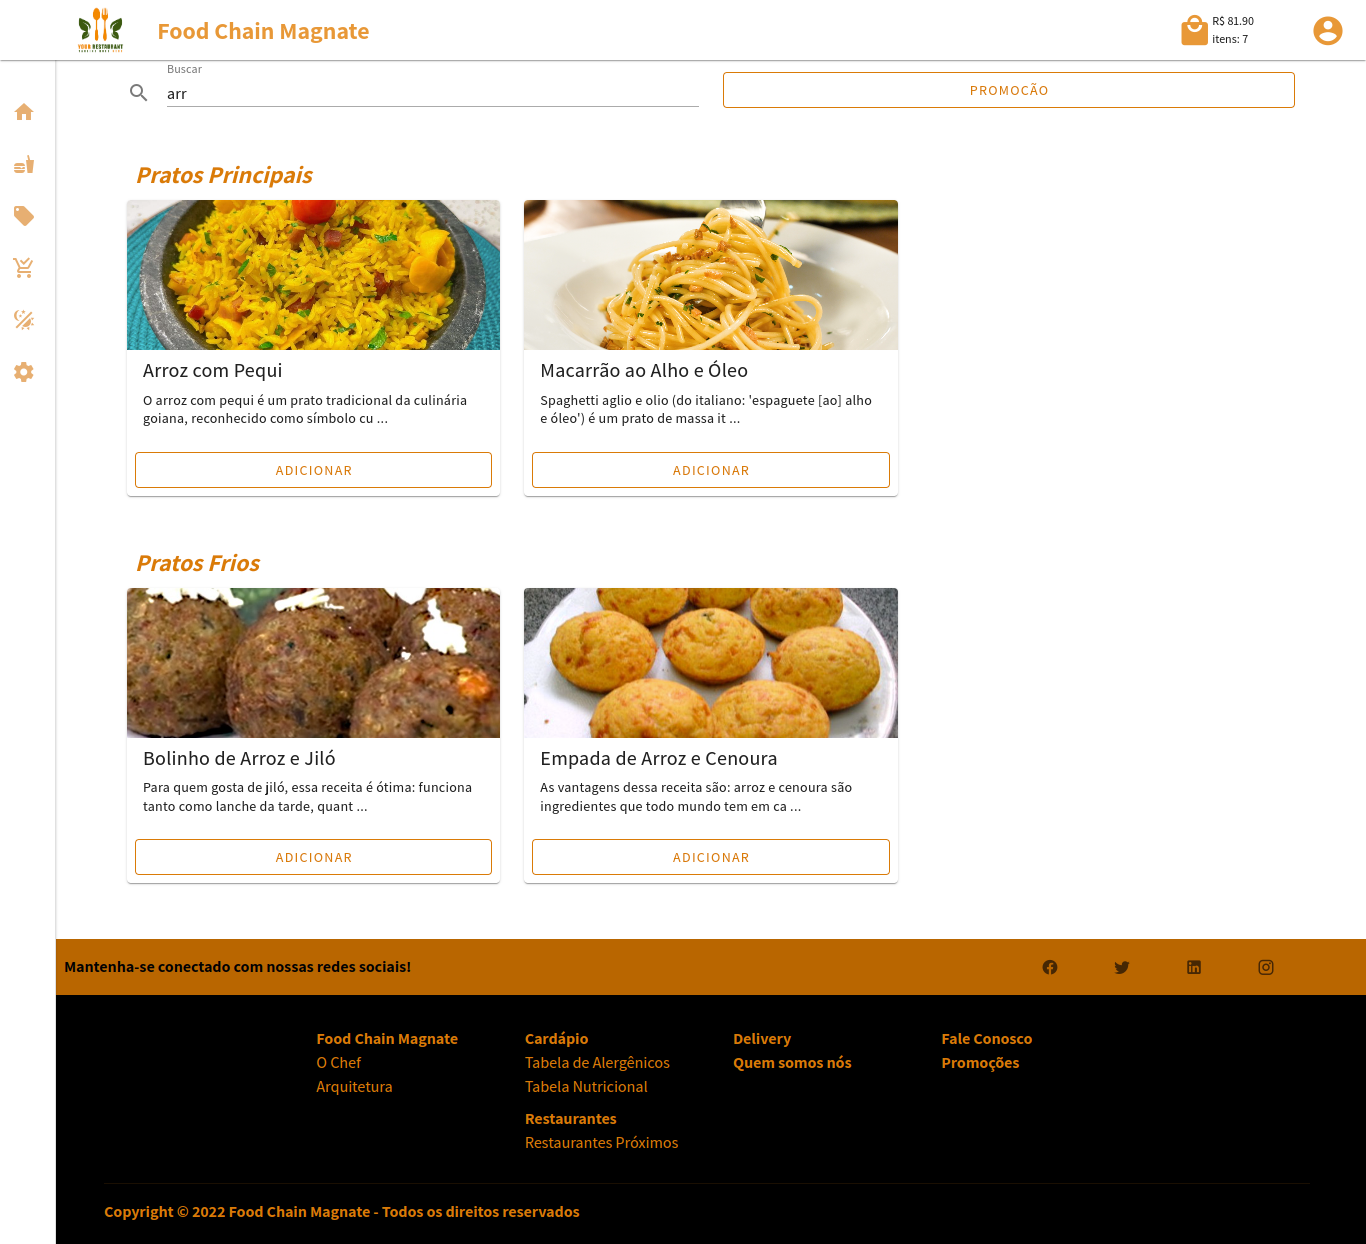 YOUR RESTAURANT
Food Chain Magnate
R$ 81.90
itens: 7
Buscar
arr
PROMOCÃO
Pratos Principais
Arroz com Pequi
O arroz com pequi é um prato tradicional da culinária
goiana, reconhecido como símbolo cu ...
ADICIONAR
Macarrão ao Alho e Óleo
Spaghetti aglio e olio (do italiano: 'espaguete [ao] alho
e óleo') é um prato de massa it ...
ADICIONAR
Pratos Frios
Bolinho de Arroz e Jiló
Para quem gosta de jiló, essa receita é ótima: funciona
tanto como lanche da tarde, quant ...
ADICIONAR
Empada de Arroz e Cenoura
As vantagens dessa receita são: arroz e cenoura são
ingredientes que todo mundo tem em ca ...
ADICIONAR
Mantenha-se conectado com nossas redes sociais!
Food Chain Magnate
O Chef
Arquitetura
Cardápio
Tabela de Alergênicos
Tabela Nutricional
Restaurantes
Restaurantes Próximos
Delivery
Quem somos nós
Fale Conosco
Promoções
Copyright © 2022 Food Chain Magnate - Todos os direitos reservados